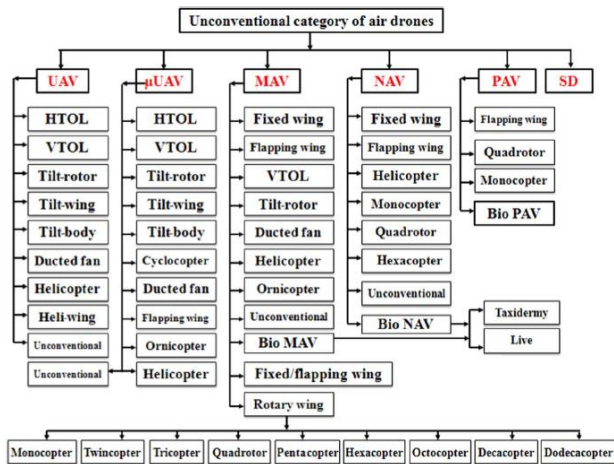 Unconventional category of air drones
UAV
μUAV
MAV
NAV
PAV
SD
HTOL
VTOL
Tilt-rotor
Tilt-wing
Tilt-body
Ducted fan
Helicopter
Heli-wing
Unconventional
Unconventional
HTOL
VTOL
Tilt-rotor
Tilt-wing
Tilt-body
Cyclocopter
Ducted fan
Flapping wing
Ornicopter
Helicopter
Fixed wing
Flapping wing
VTOL
Tilt-rotor
Ducted fan
Helicopter
Ornicopter
Unconventional
Bio MAV
Fixed/flapping wing
Rotary wing
Fixed wing
Flapping wing
Helicopter
Monocopter
Quadrotor
Hexacopter
Unconventional
Bio NAV
Flapping wing
Quadrotor
Monocopter
Bio PAV
Taxidermy
Live
Monocopter
Twincopter
Tricopter
Quadrotor
Pentacopter
Hexacopter
Octocopter
Decacopter
Dodecacopter